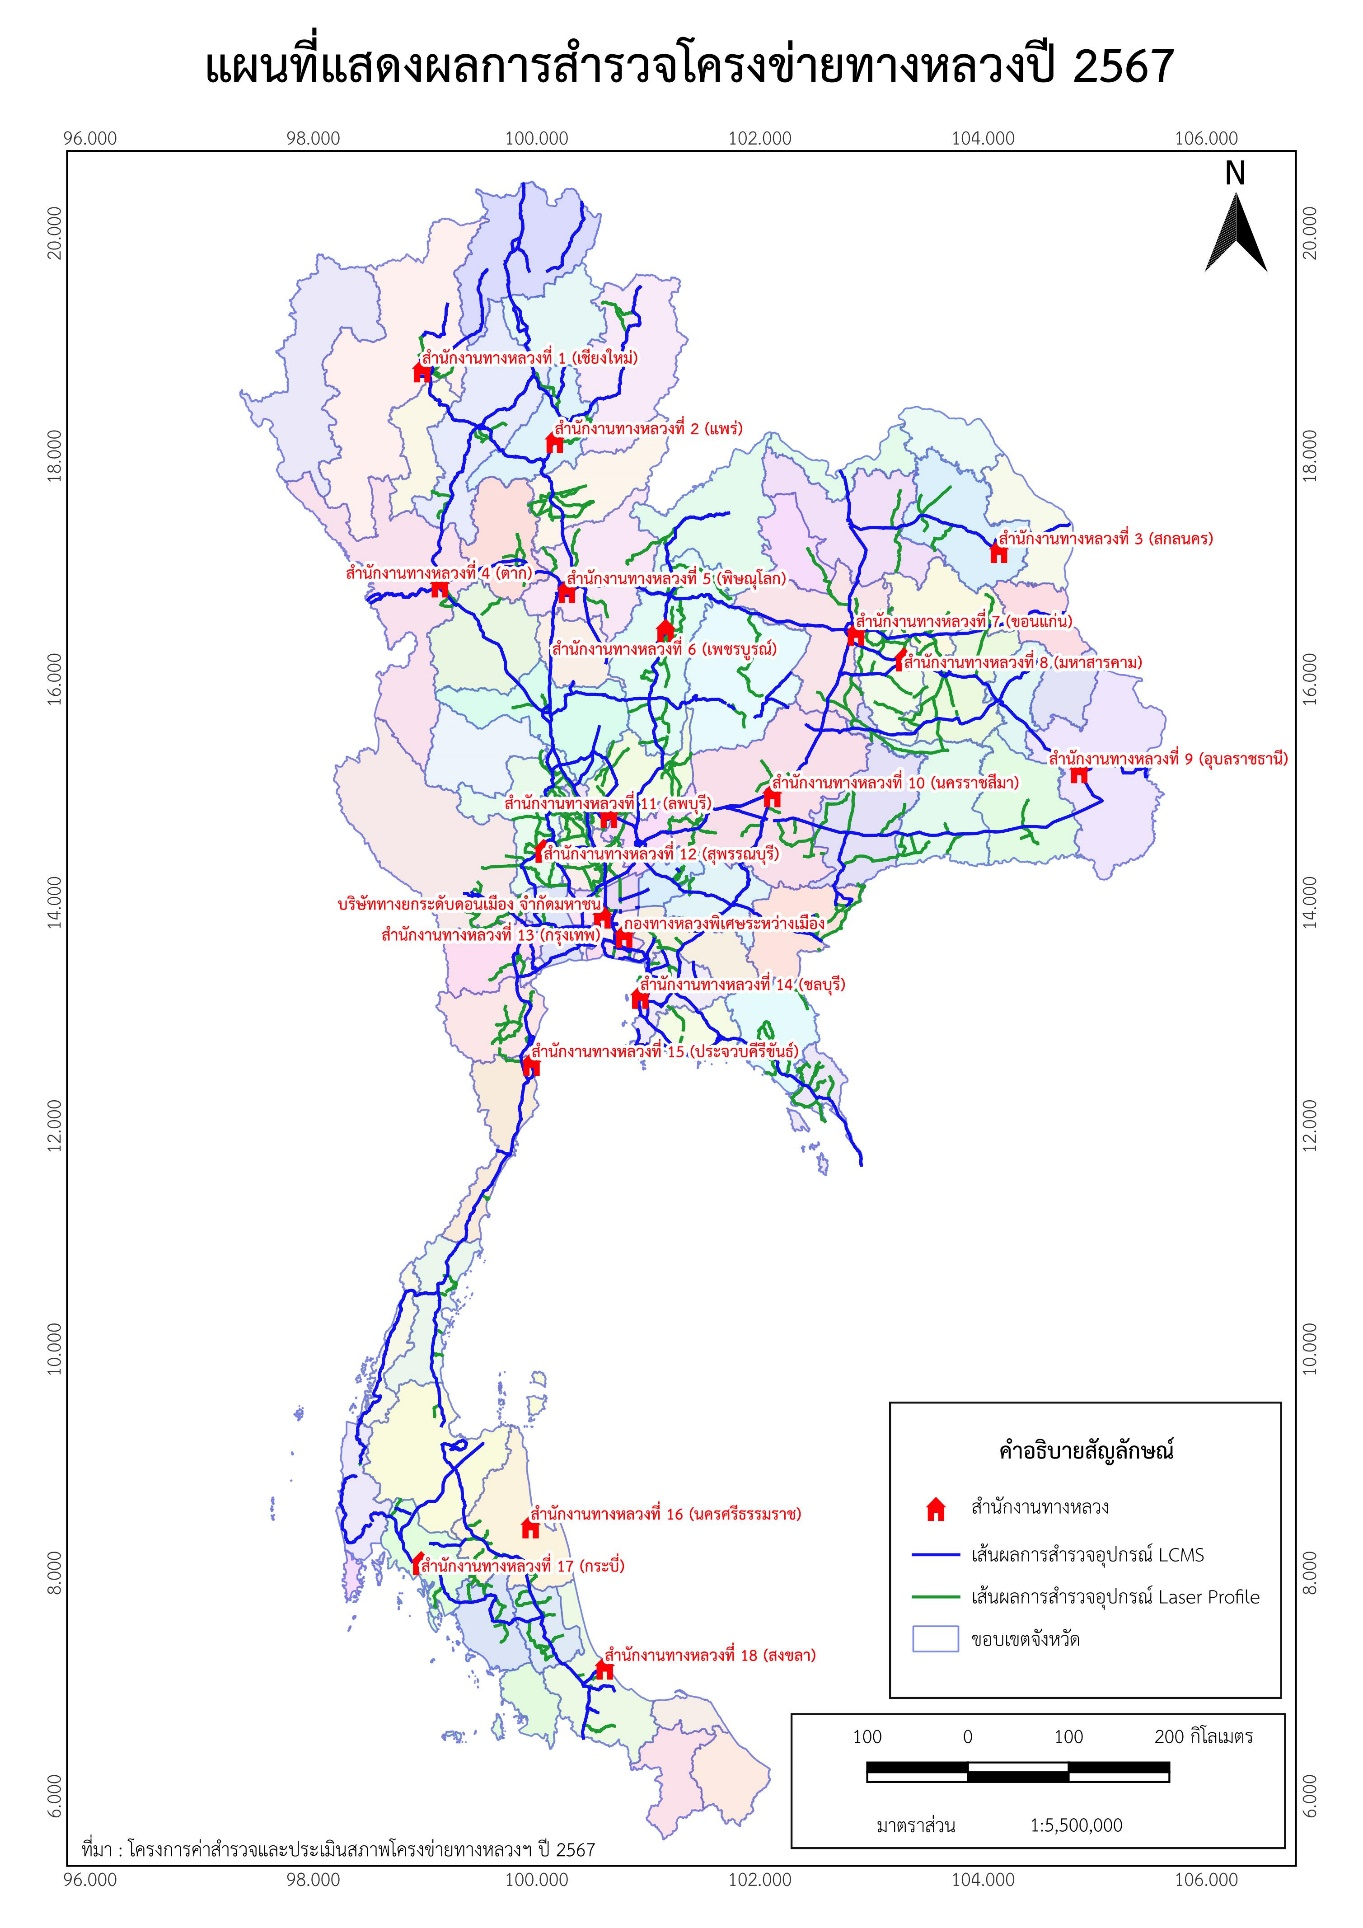 แผนที่แสดงผลการสำรวจโครงข่ายทางหลวงปี 2567
96.000 98.000 100.000 102.000 104.000 106.000
N
20.000 20.000
18.000 18.000
16.000 16.000
14.000 14.000
12.000 12.000
10.000 10.000
8.000 8.000
6.000 6.000
สำนักงานทางหลวงที่ 1 (เชียงใหม่)
สำนักงานทางหลวงที่ 2 (แพร่)
สำนักงานทางหลวงที่ 3 (สกลนคร)
สำนักงานทางหลวงที่ 4 (ตาก)
สำนักงานทางหลวงที่ 5 (พิษณุโลก)
สำนักงานทางหลวงที่ 6 (เพชรบูรณ์)
สำนักงานทางหลวงที่ 7 (ขอนแก่น)
สำนักงานทางหลวงที่ 8 (มหาสารคาม)
สำนักงานทางหลวงที่ 9 (อุบลราชธานี)
สำนักงานทางหลวงที่ 10 (นครราชสีมา)
สำนักงานทางหลวงที่ 11 (ลพบุรี)
สำนักงานทางหลวงที่ 12 (สุพรรณบุรี)
บริษัททางยกระดับดอนเมือง จำกัดมหาชน
กองทางหลวงพิเศษระหว่างเมือง
สำนักงานทางหลวงที่ 13 (กรุงเทพ)
สำนักงานทางหลวงที่ 14 (ชลบุรี)
สำนักงานทางหลวงที่ 15 (ประจวบคีรีขันธ์)
สำนักงานทางหลวงที่ 16 (นครศรีธรรมราช)
สำนักงานทางหลวงที่ 17 (กระบี่)
สำนักงานทางหลวงที่ 18 (สงขลา)
คำอธิบายสัญลักษณ์
สำนักงานทางหลวง
เส้นผลการสำรวจอุปกรณ์ LCMS
เส้นผลการสำรวจอุปกรณ์ Laser Profile
ขอบเขตจังหวัด
100 0 100 200 กิโลเมตร
มาตราส่วน 1:5,500,000
ที่มา : โครงการค่าสำรวจและประเมินสภาพโครงข่ายทางหลวงฯ ปี 2567
96.000 98.000 100.000 102.000 104.000 106.000